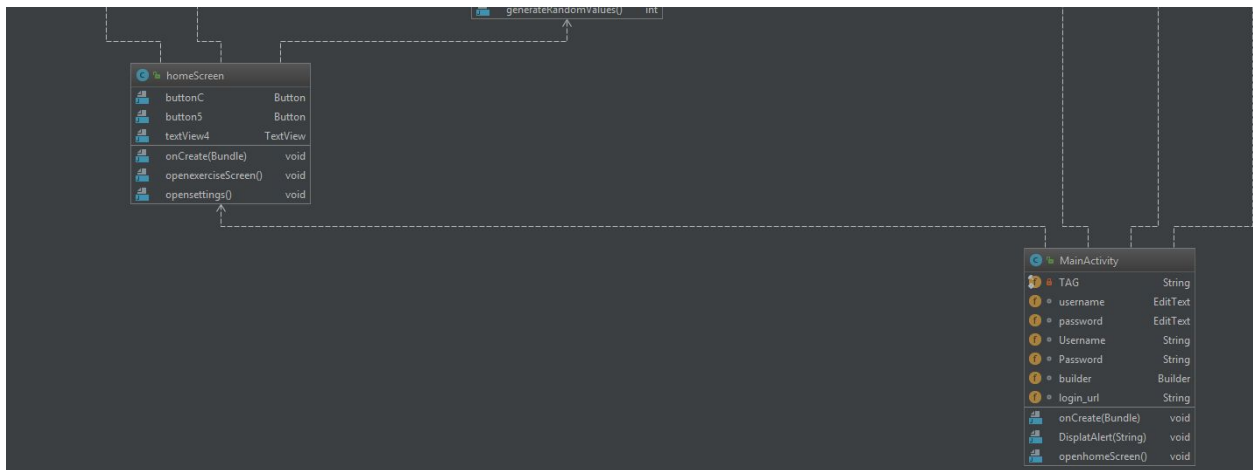 generateRandomValues() int
homeScreen
buttonC Button
button5 Button
textView4 TextView
onCreate(Bundle) void
openexerciseScreen() void
opensettings() void
MainActivity
TAG String
username EditText
password EditText
Username String
Password String
builder Builder
login_url String
onCreate(Bundle) void
DisplatAlert(String) void
openhomeScreen() void